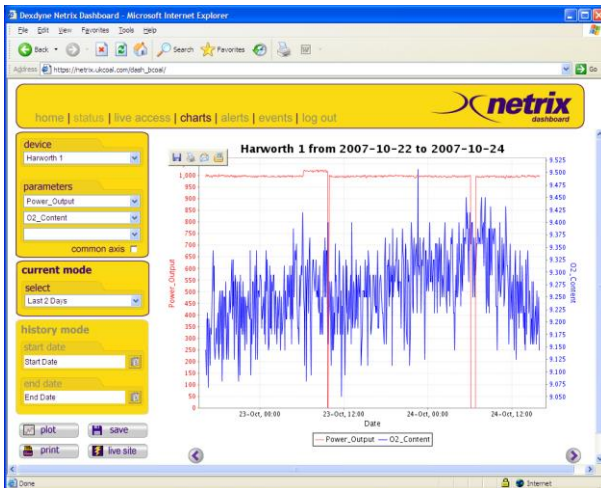 Dexdyne Netrix Dashboard - Microsoft Internet Explorer
File Edit View Favorites Tools Help
Back Search Favorites
Address https://netrix.ukcoal.com/dash_bcoal/ Go
netrix
dashboard
home | status | live access | charts | alerts | events | log out
device
Harworth 1
parameters
Power_Output
O2_Content
common axis
current mode
select
Last 2 Days
history mode
start date
Start Date
end date
End Date
plot save
print live site
Harworth 1 from 2007-10-22 to 2007-10-24
1,000
950
900
850
800
750
700
650
600
550
500
450
400
350
300
250
200
150
100
50
0
Power_Output
9.525
9.500
9.475
9.450
9.425
9.400
9.375
9.350
9.325
9.300
9.275
9.250
9.225
9.200
9.175
9.150
9.125
9.100
9.075
9.050
O2_Content
23-Oct, 00:00 23-Oct, 12:00 24-Oct, 00:00 24-Oct, 12:00
Date
Power_Output O2_Content
Done Internet